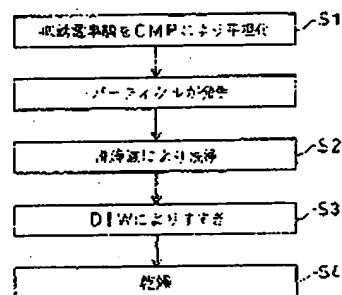 低誘電率膜をCMPにより平坦化 S1
パーティクルが発生
洗浄液により洗浄 S2
DIWによりすすぎ S3
乾燥 S4